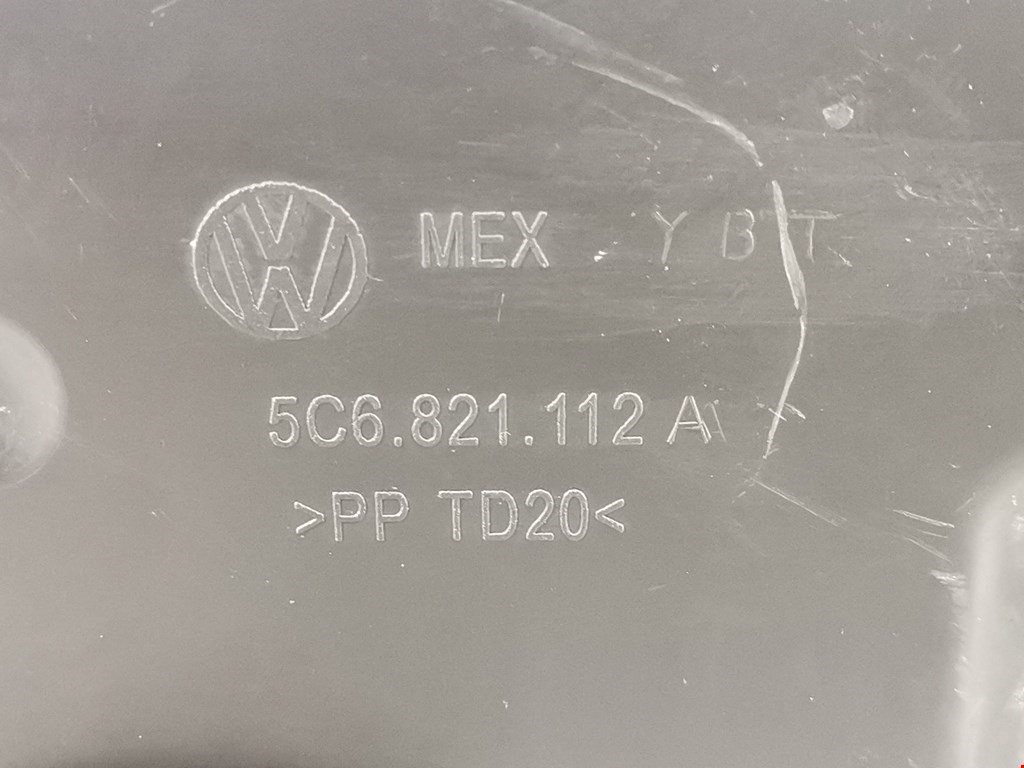 MEX Y B T
5C6.821.112 A
>PP TD20<